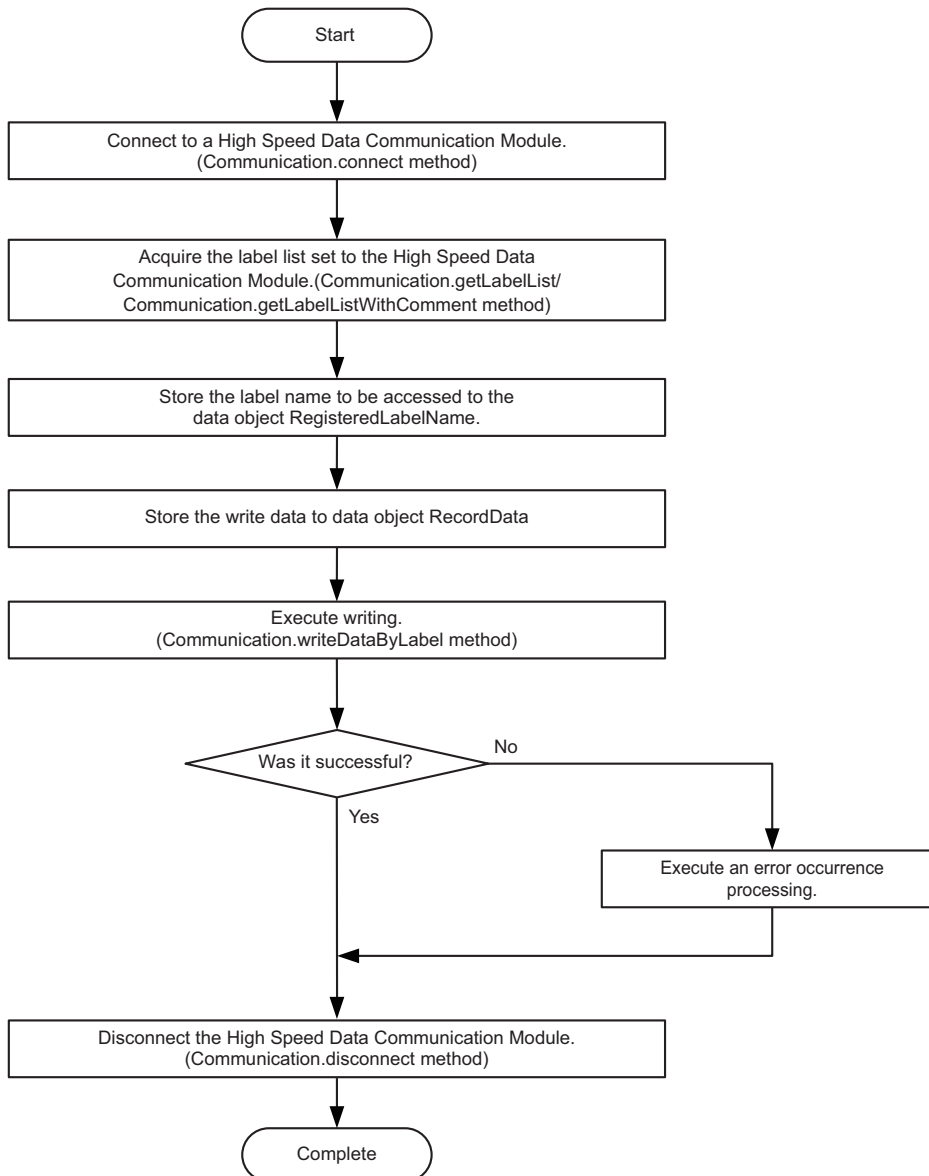 Start
Connect to a High Speed Data Communication Module.
(Communication.connect method)
Acquire the label list set to the High Speed Data
Communication Module.(Communication.getLabelList/
Communication.getLabelListWithComment method)
Store the label name to be accessed to the
data object RegisteredLabelName.
Store the write data to data object RecordData
Execute writing.
(Communication.writeDataByLabel method)
Was it successful?
No
Yes
Execute an error occurrence
processing.
Disconnect the High Speed Data Communication Module.
(Communication.disconnect method)
Complete